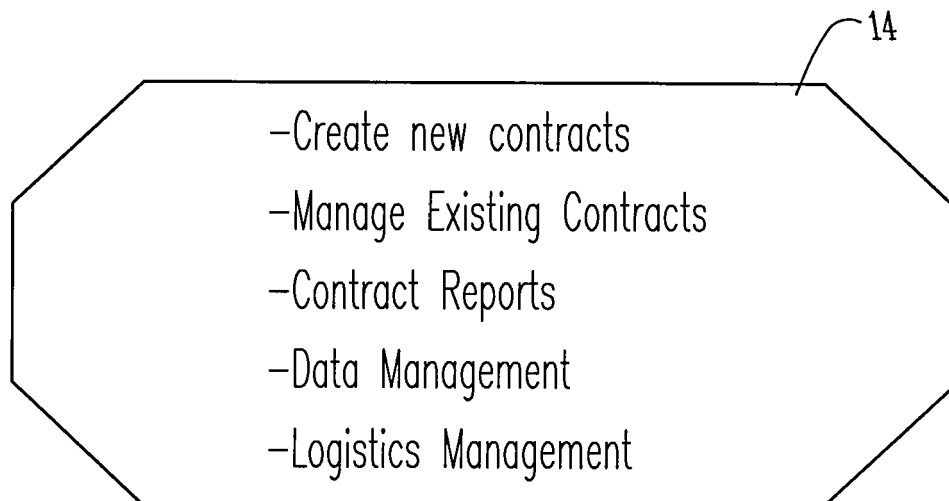 14
-Create new contracts
-Manage Existing Contracts
-Contract Reports
-Data Management
-Logistics Management